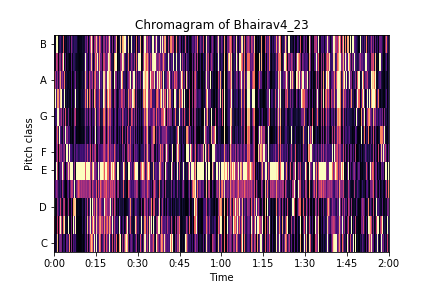 Chromagram of Bhairav4_23
B
A
G
F
E
D
C
Pitch class
0:00 0:15 0:30 0:45 1:00 1:15 1:30 1:45 2:00
Time